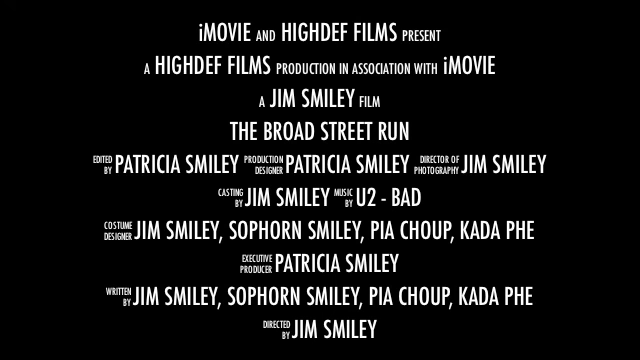 iMOVIE AND HIGHDEF FILMS PRESENT
A HIGHDEF FILMS PRODUCTION IN ASSOCIATION WITH iMOVIE
A JIM SMILEY FILM
THE BROAD STREET RUN
EDITED BY PATRICIA SMILEY PRODUCTION DESIGNER PATRICIA SMILEY DIRECTOR OF PHOTOGRAPHY JIM SMILEY
CASTING BY JIM SMILEY MUSIC BY U2 - BAD
COSTUME DESIGNER JIM SMILEY, SOPHORN SMILEY, PIA CHOUP, KADA PHE
EXECUTIVE PRODUCER PATRICIA SMILEY
WRITTEN BY JIM SMILEY, SOPHORN SMILEY, PIA CHOUP, KADA PHE
DIRECTED BY JIM SMILEY